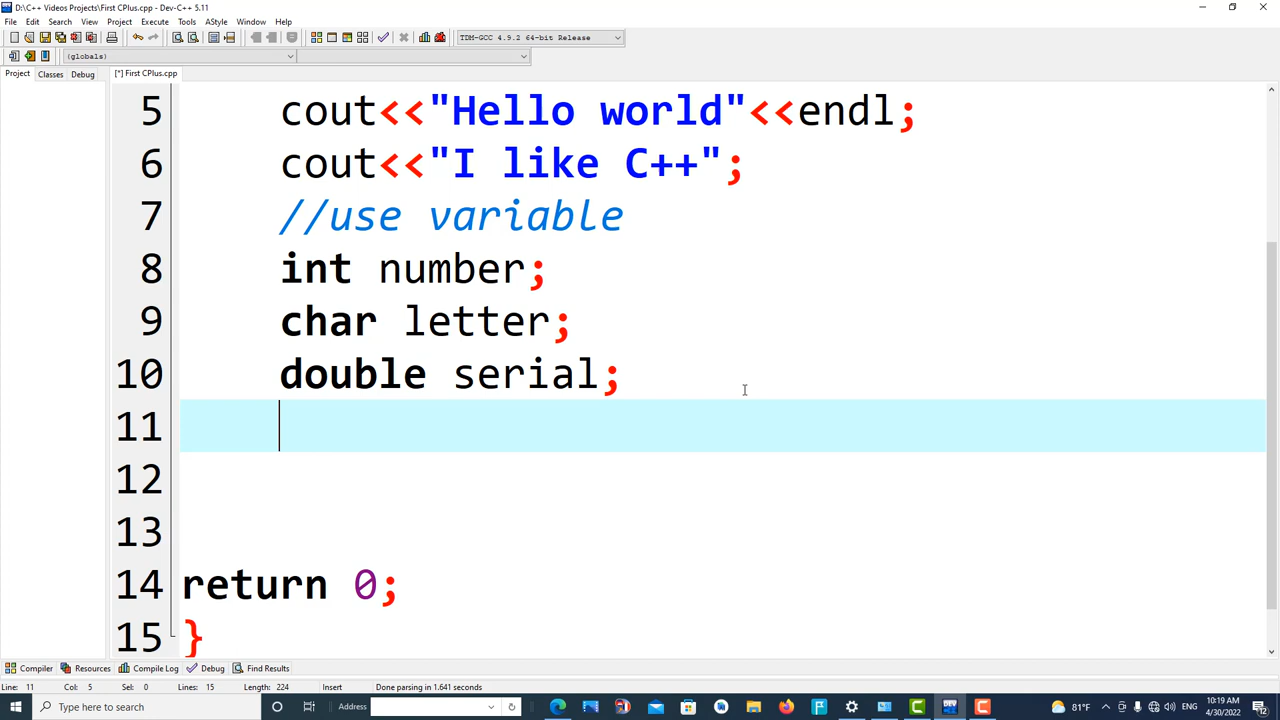 D:\C++ Videos Projects\First CPlus.cpp - Dev-C++ 5.11
File Edit Search View Project Execute Tools AStyle Window Help
TDM-GCC 4.9.2 64-bit Release
(globals)
Project Classes Debug [*] First CPlus.cpp
5 cout<<"Hello world"<<endl;
6 cout<<"I like C++";
7 //use variable
8 int number;
9 char letter;
10 double serial;
11
12
13
14 return 0;
15 }
Compiler Resources Compile Log Debug Find Results
Line: 11 Col: 5 Sel: 0 Lines: 15 Length: 224 Insert Done parsing in 1.641 seconds
Type here to search Address DEV 81°F ENG 10:19 AM
4/30/2022